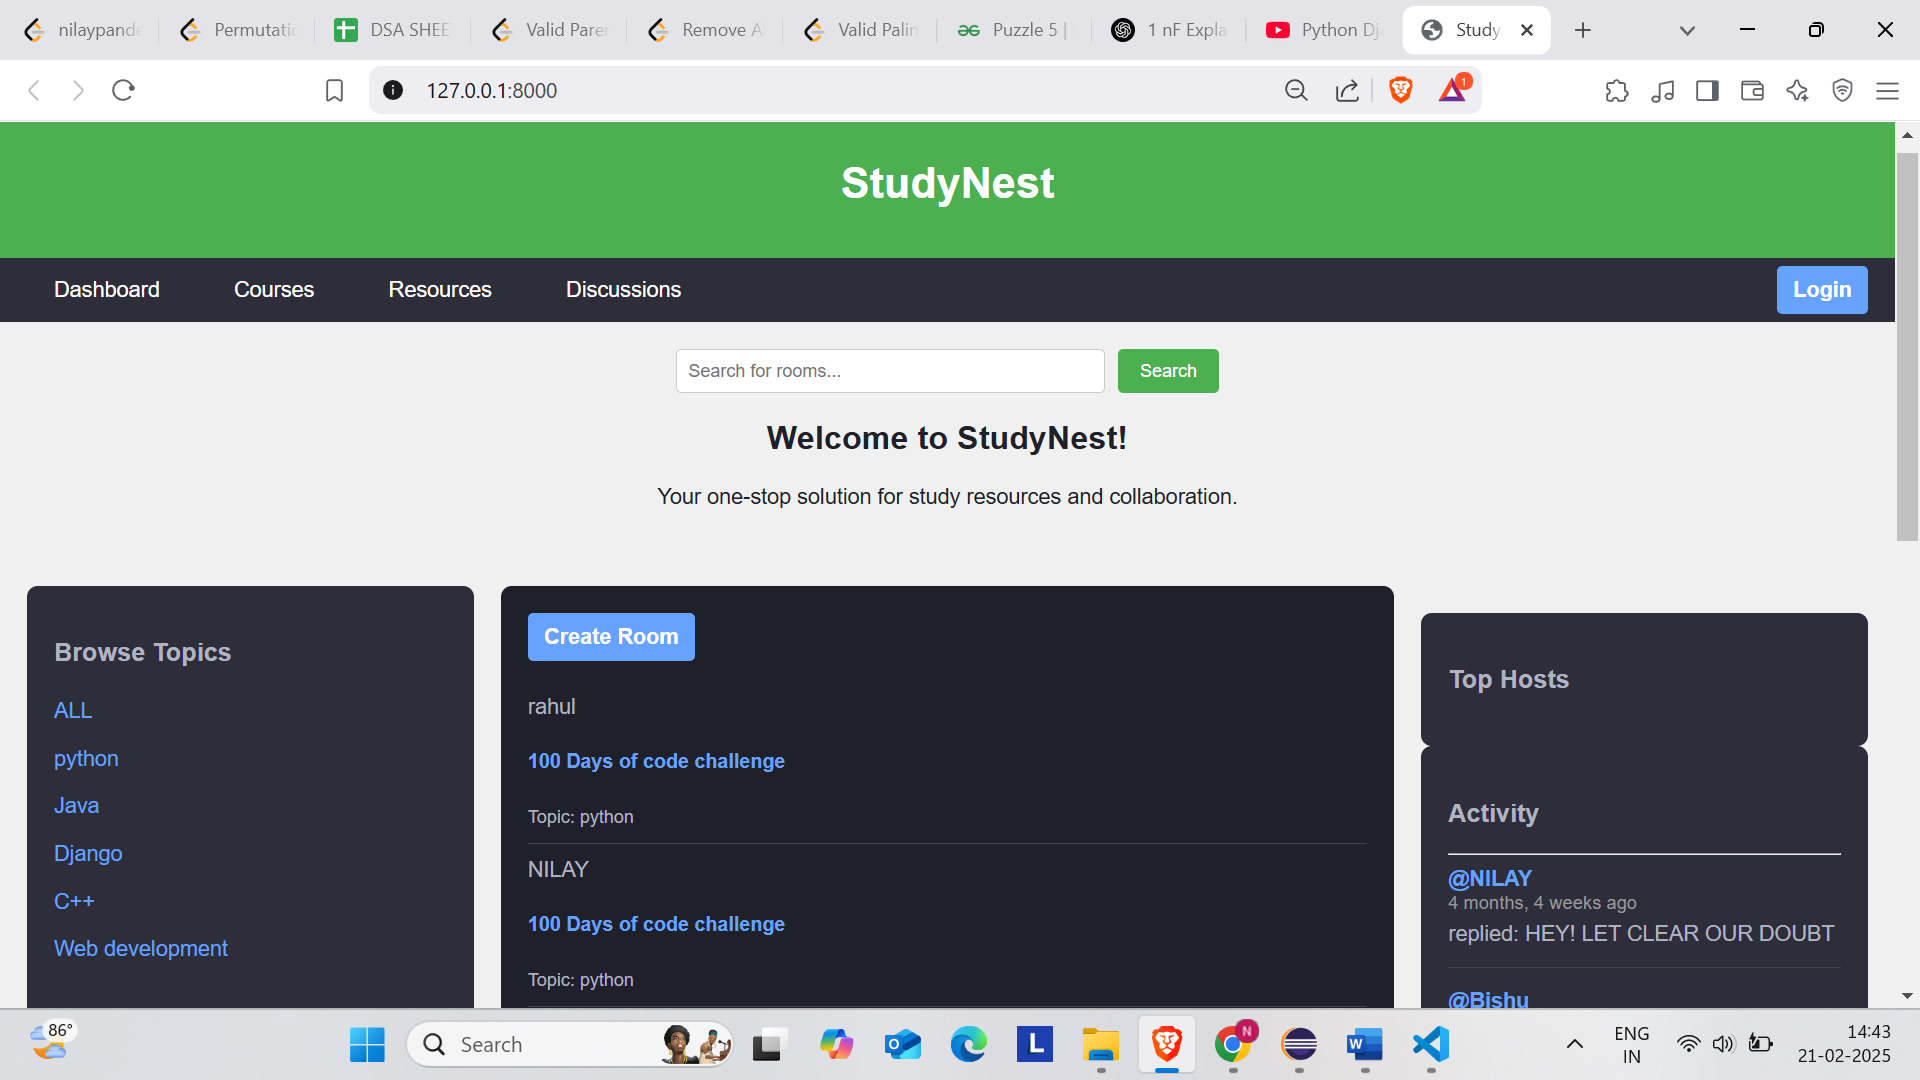 nilaypand
Permutati
DSA SHEE
Valid Parer
Remove A
Valid Palin
Puzzle 5 |
1 nF Expla
Python Dj
Study
127.0.0.1:8000
1
StudyNest
Dashboard
Courses
Resources
Discussions
Login
Search for rooms...
Search
Welcome to StudyNest!
Your one-stop solution for study resources and collaboration.
Browse Topics
ALL
python
Java
Django
C++
Web development
Create Room
rahul
100 Days of code challenge
Topic: python
NILAY
100 Days of code challenge
Topic: python
Top Hosts
Activity
@NILAY
4 months, 4 weeks ago
replied: HEY! LET CLEAR OUR DOUBT
@Bishu
86°
Search
L
N
ENG
IN
14:43
21-02-2025